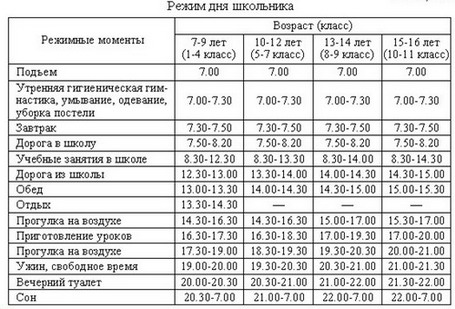 Режим дня школьника
Режимные моменты Возраст (класс)
7-9 лет 10-12 лет 13-14 лет 15-16 лет
(1-4 класс) (5-7 класс) (8-9 класс) (10-11 класс)
Подъем 7.00 7.00 7.00 7.00
Утренняя гигиеническая гим-
настика, умывание, одевание, 7.00-7.30 7.00-7.30 7.00-7.30 7.00-7.30
уборка постели
Завтрак 7.30-7.50 7.30-7.50 7.30-7.50 7.30-7.50
Дорога в школу 7.50-8.20 7.50-8.20 7.50-8.20 7.50-8.20
Учебные занятия в школе 8.30-12.30 8.30-13.30 8.30-14.00 8.30-14.30
Дорога из школы 12.30-13.00 13.30-14.00 14.00-14.30 14.30-15.00
Обед 13.00-13.30 14.00-14.30 14.30-15.00 15.00-15.30
Отдых 13.30-14.30 — — —
Прогулка на воздухе 14.30-16.30 14.30-16.30 15.00-17.00 15.30-17.00
Приготовление уроков 16.30-17.30 16.30-18.30 17.00-19.30 17.00-20.00
Прогулка на воздухе 17.30-19.00 18.30-19.30 19.30-20.30 20.00-21.00
Ужин, свободное время 19.00-20.00 19.30-20.30 20.30-21.00 21.00-21.30
Вечерний туалет 20.00-20.30 20.30-21.00 21.00-22.00 21.30-22.00
Сон 20.30-7.00 21.00-7.00 22.00-7.00 22.00-7.00